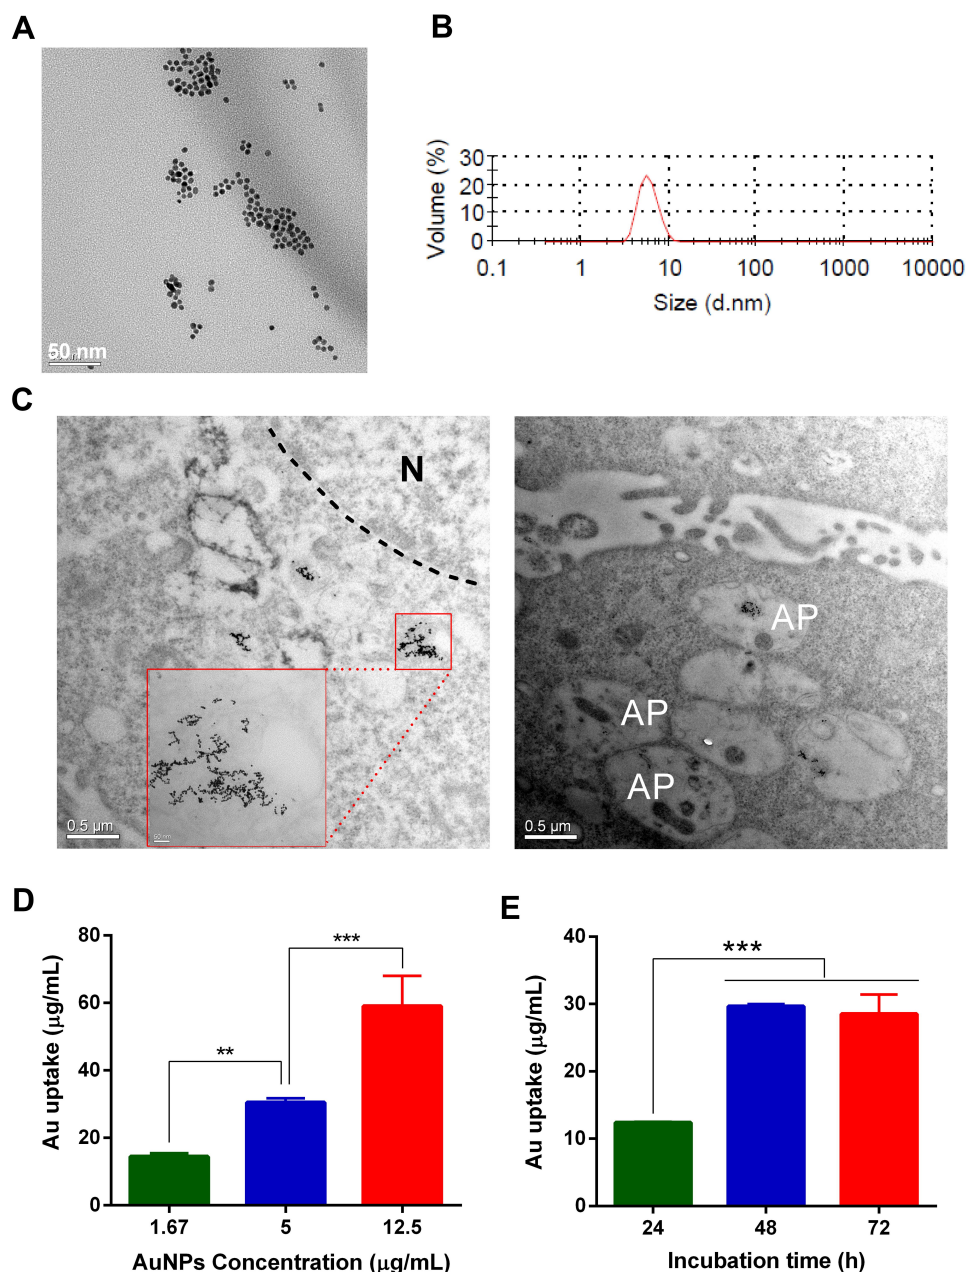 A
50 nm
B
Volume (%)
30
20
10
0
0.1 1 10 100 1000 10000
Size (d.nm)
C
N
0.5 µm
50 nm
AP
AP
AP
0.5 µm
D
Au uptake (µg/mL)
80
60
40
20
0
**
***
1.67 5 12.5
AuNPs Concentration (µg/mL)
E
Au uptake (µg/mL)
40
30
20
10
0
***
24 48 72
Incubation time (h)